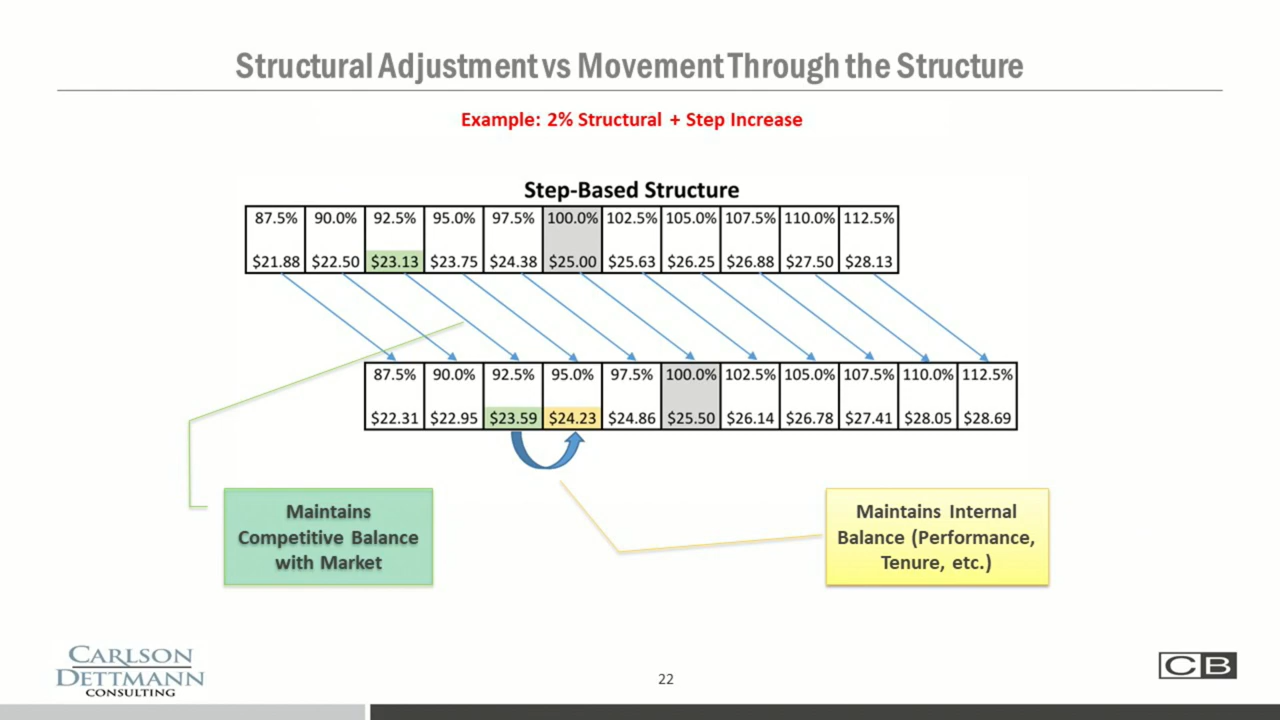 Structural Adjustment vs Movement Through the Structure
Example: 2% Structural + Step Increase
Step-Based Structure
87.5% 90.0% 92.5% 95.0% 97.5% 100.0% 102.5% 105.0% 107.5% 110.0% 112.5%
$21.88 $22.50 $23.13 $23.75 $24.38 $25.00 $25.63 $26.25 $26.88 $27.50 $28.13
87.5% 90.0% 92.5% 95.0% 97.5% 100.0% 102.5% 105.0% 107.5% 110.0% 112.5%
$22.31 $22.95 $23.59 $24.23 $24.86 $25.50 $26.14 $26.78 $27.41 $28.05 $28.69
Maintains
Competitive Balance
with Market
Maintains Internal
Balance (Performance,
Tenure, etc.)
CARLSON
DETTMANN
CONSULTING
22
CB